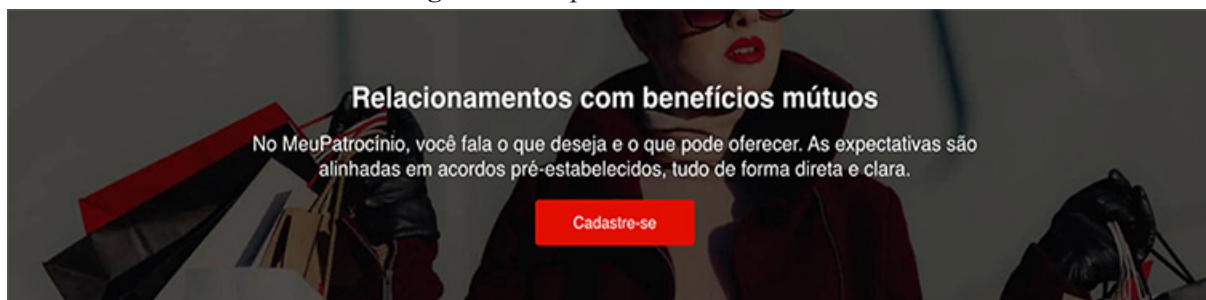 Relacionamentos com benefícios mútuos
No MeuPatrocínio, você fala o que deseja e o que pode oferecer. As expectativas são
alinhadas em acordos pré-estabelecidos, tudo de forma direta e clara.
Cadastre-se